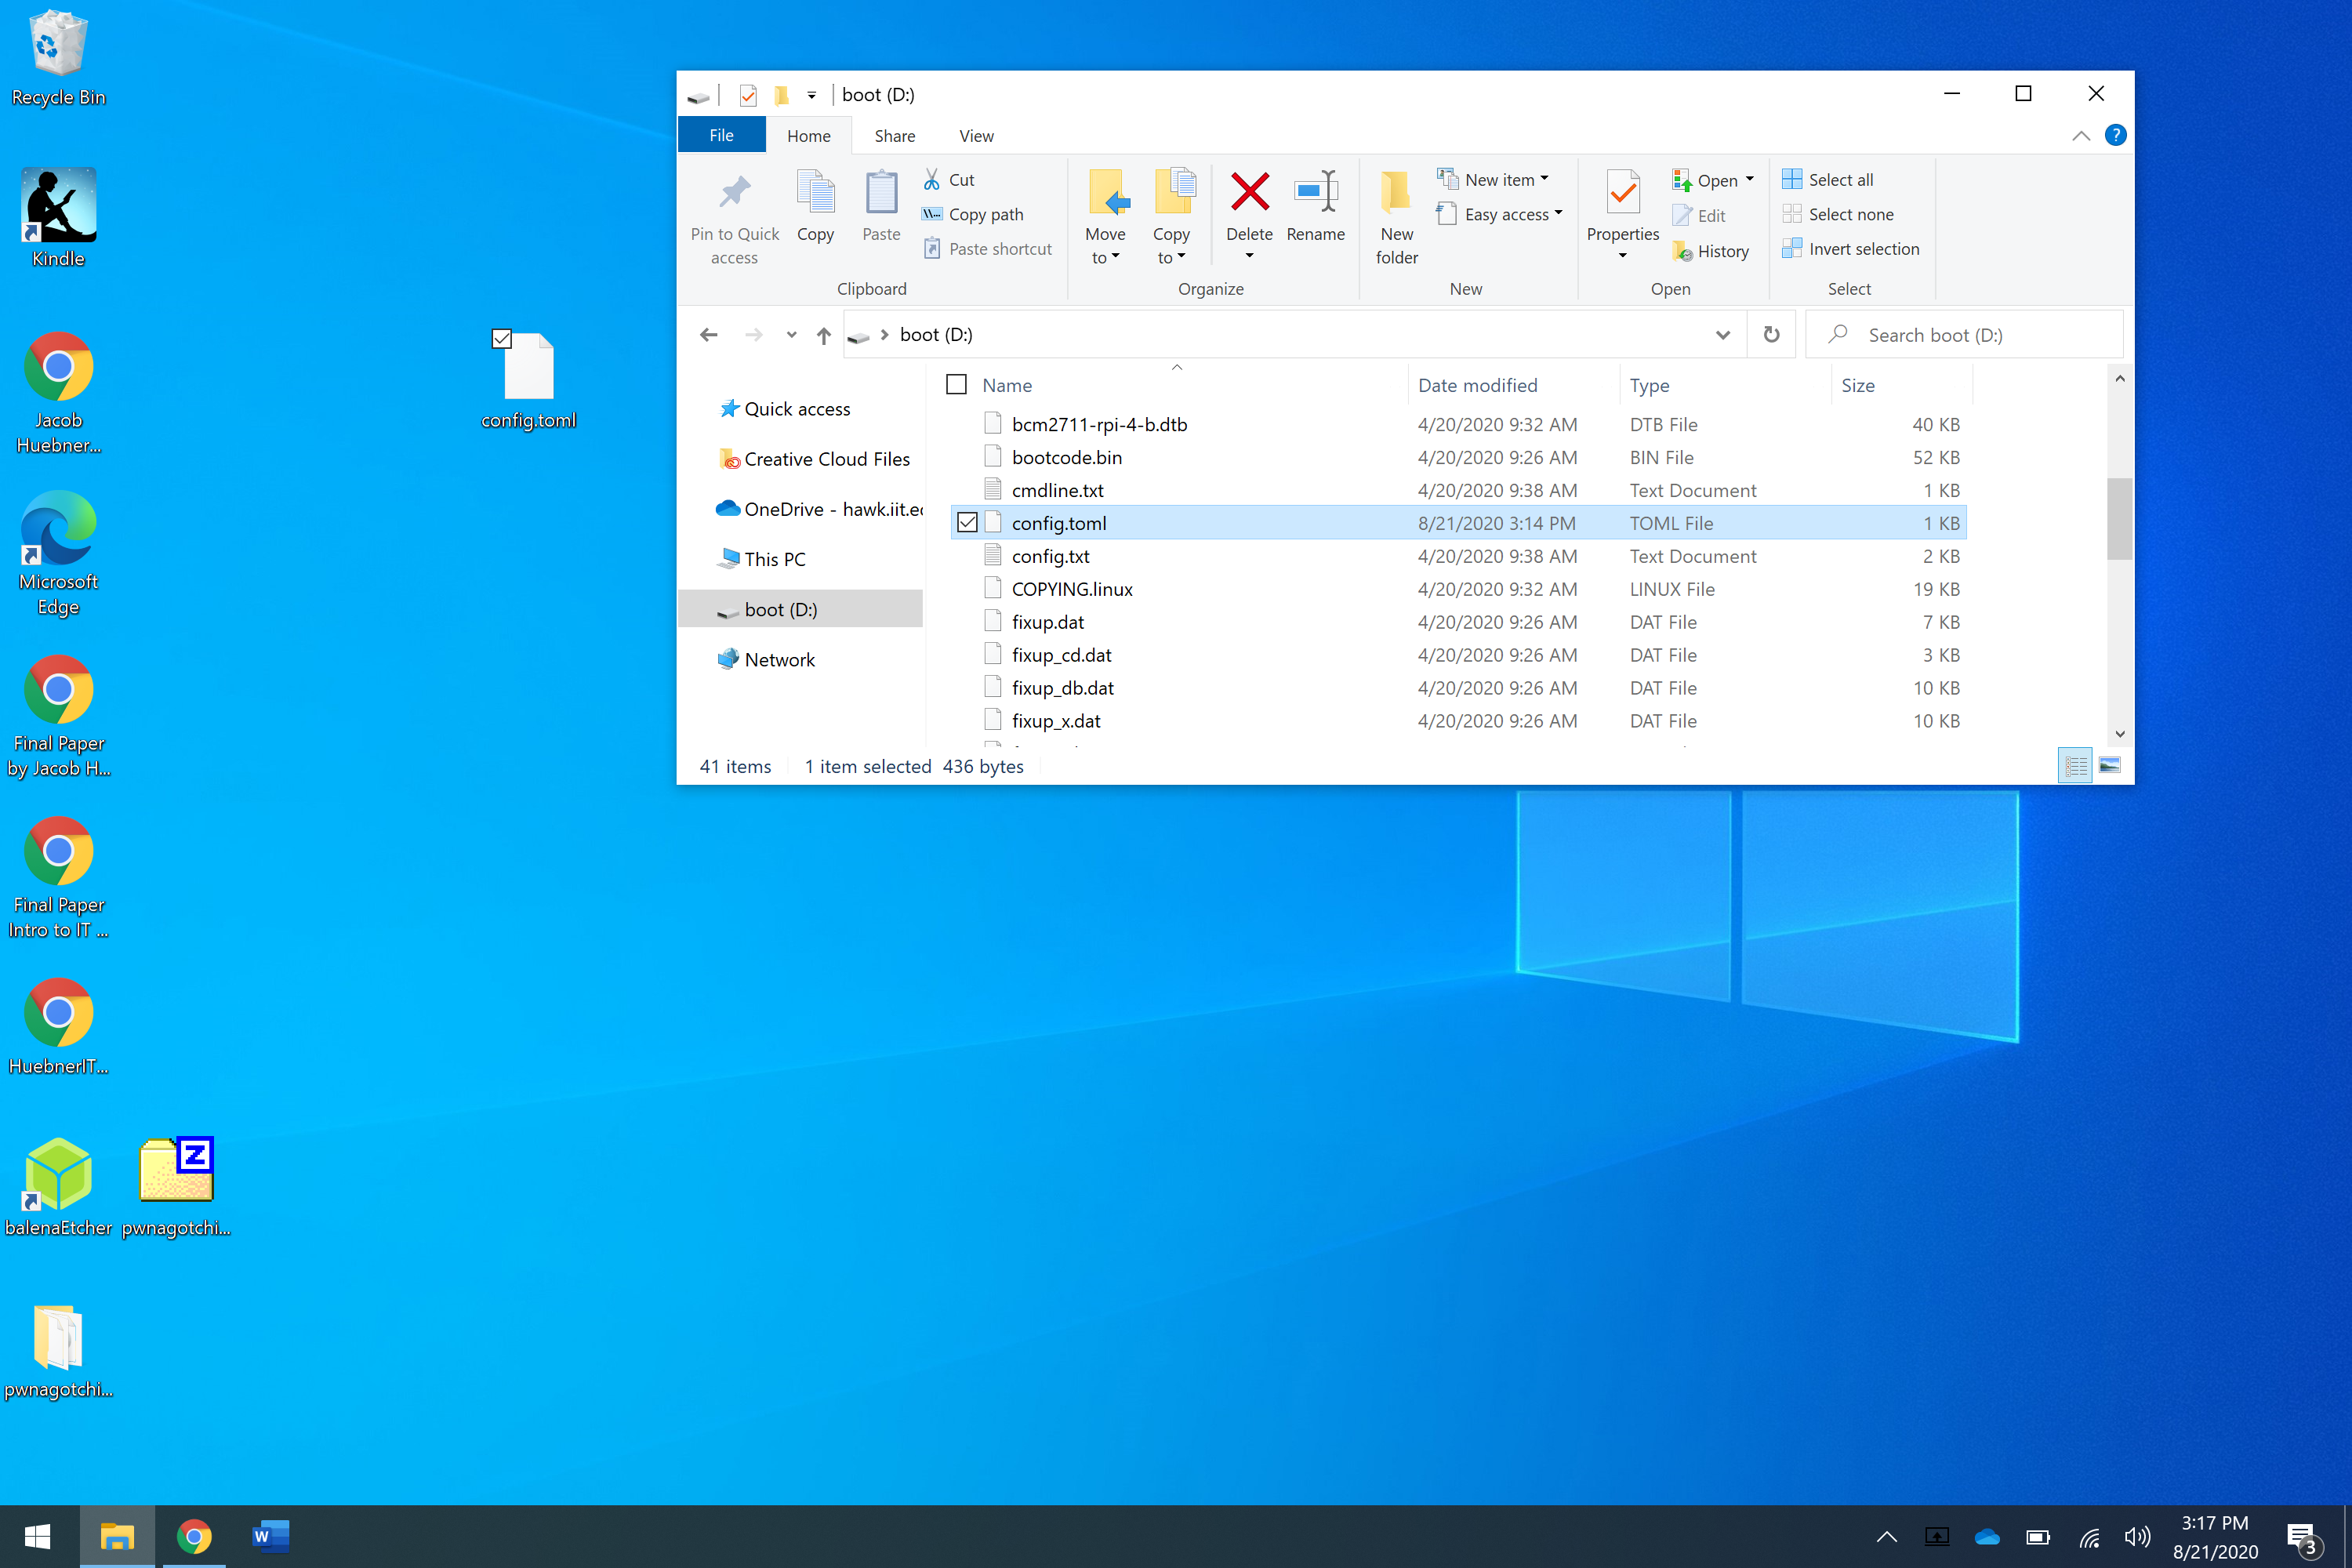 Recycle Bin
Kindle
Jacob
Huebner...
Microsoft
Edge
Final Paper
by Jacob H...
Final Paper
Intro to IT ...
HuebnerIT...
balenaEtcher
pwnagotchi...
pwnagotchi...
config.toml
boot (D:)
File Home Share View
?
Pin to Quick
access
Copy
Paste
Cut
Copy path
Paste shortcut
Clipboard
Move
to
Copy
to
Delete
Rename
Organize
New
folder
New item
Easy access
New
Properties
Open
Edit
History
Open
Select all
Select none
Invert selection
Select
boot (D:)
Search boot (D:)
Quick access
Creative Cloud Files
OneDrive - hawk.iit.ec
This PC
boot (D:)
Network
Name Date modified Type Size
bcm2711-rpi-4-b.dtb 4/20/2020 9:32 AM DTB File 40 KB
bootcode.bin 4/20/2020 9:26 AM BIN File 52 KB
cmdline.txt 4/20/2020 9:38 AM Text Document 1 KB
config.toml 8/21/2020 3:14 PM TOML File 1 KB
config.txt 4/20/2020 9:38 AM Text Document 2 KB
COPYING.linux 4/20/2020 9:32 AM LINUX File 19 KB
fixup.dat 4/20/2020 9:26 AM DAT File 7 KB
fixup_cd.dat 4/20/2020 9:26 AM DAT File 3 KB
fixup_db.dat 4/20/2020 9:26 AM DAT File 10 KB
fixup_x.dat 4/20/2020 9:26 AM DAT File 10 KB
41 items 1 item selected 436 bytes
W
3:17 PM
8/21/2020
3